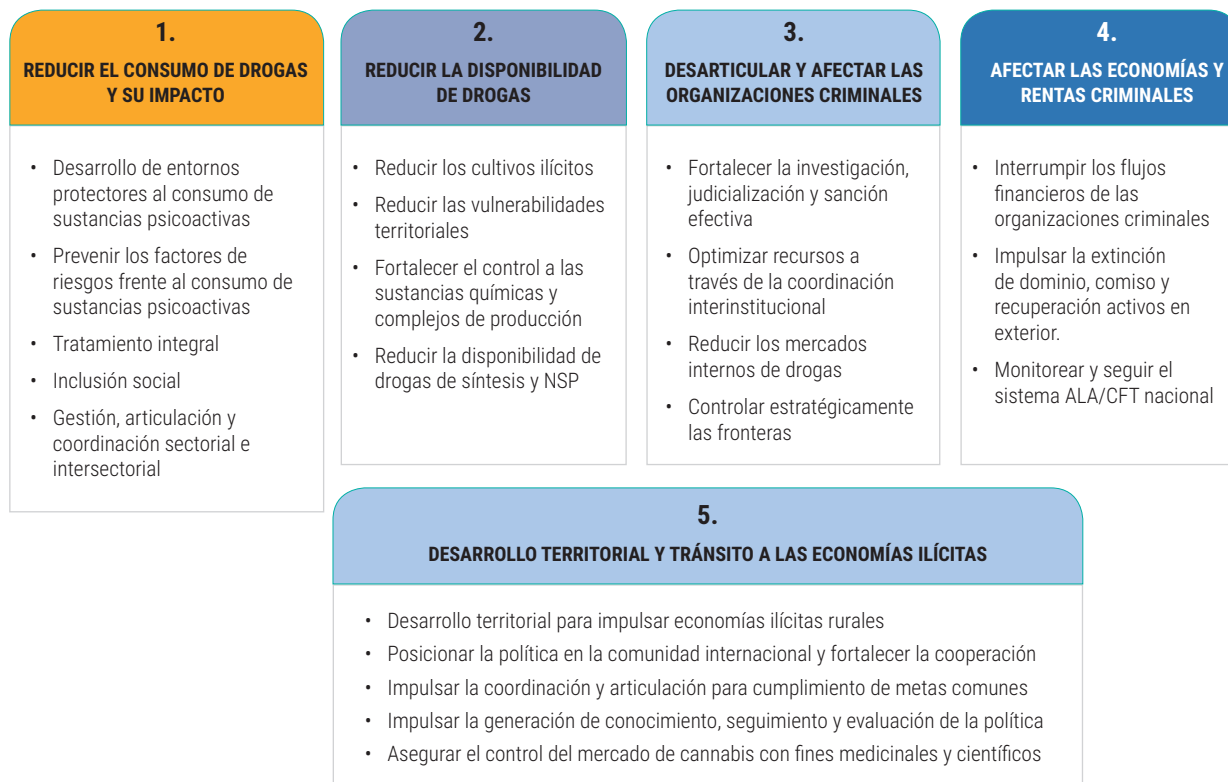 1.
REDUCIR EL CONSUMO DE DROGAS
Y SU IMPACTO
• Desarrollo de entornos
protectores al consumo de
sustancias psicoactivas
• Prevenir los factores de
riesgos frente al consumo de
sustancias psicoactivas
• Tratamiento integral
• Inclusión social
• Gestión, articulación y
coordinación sectorial e
intersectorial
2.
REDUCIR LA DISPONIBILIDAD
DE DROGAS
• Reducir los cultivos ilícitos
• Reducir las vulnerabilidades
territoriales
• Fortalecer el control a las
sustancias químicas y
complejos de producción
• Reducir la disponibilidad de
drogas de síntesis y NSP
3.
DESARTICULAR Y AFECTAR LAS
ORGANIZACIONES CRIMINALES
• Fortalecer la investigación,
judicialización y sanción
efectiva
• Optimizar recursos a
través de la coordinación
interinstitucional
• Reducir los mercados
internos de drogas
• Controlar estratégicamente
las fronteras
4.
AFECTAR LAS ECONOMÍAS Y
RENTAS CRIMINALES
• Interrumpir los flujos
financieros de las
organizaciones criminales
• Impulsar la extinción
de dominio, comiso y
recuperación activos en
exterior.
• Monitorear y seguir el
sistema ALA/CFT nacional
5.
DESARROLLO TERRITORIAL Y TRÁNSITO A LAS ECONOMÍAS ILÍCITAS
• Desarrollo territorial para impulsar economías ilícitas rurales
• Posicionar la política en la comunidad internacional y fortalecer la cooperación
• Impulsar la coordinación y articulación para cumplimiento de metas comunes
• Impulsar la generación de conocimiento, seguimiento y evaluación de la política
• Asegurar el control del mercado de cannabis con fines medicinales y científicos